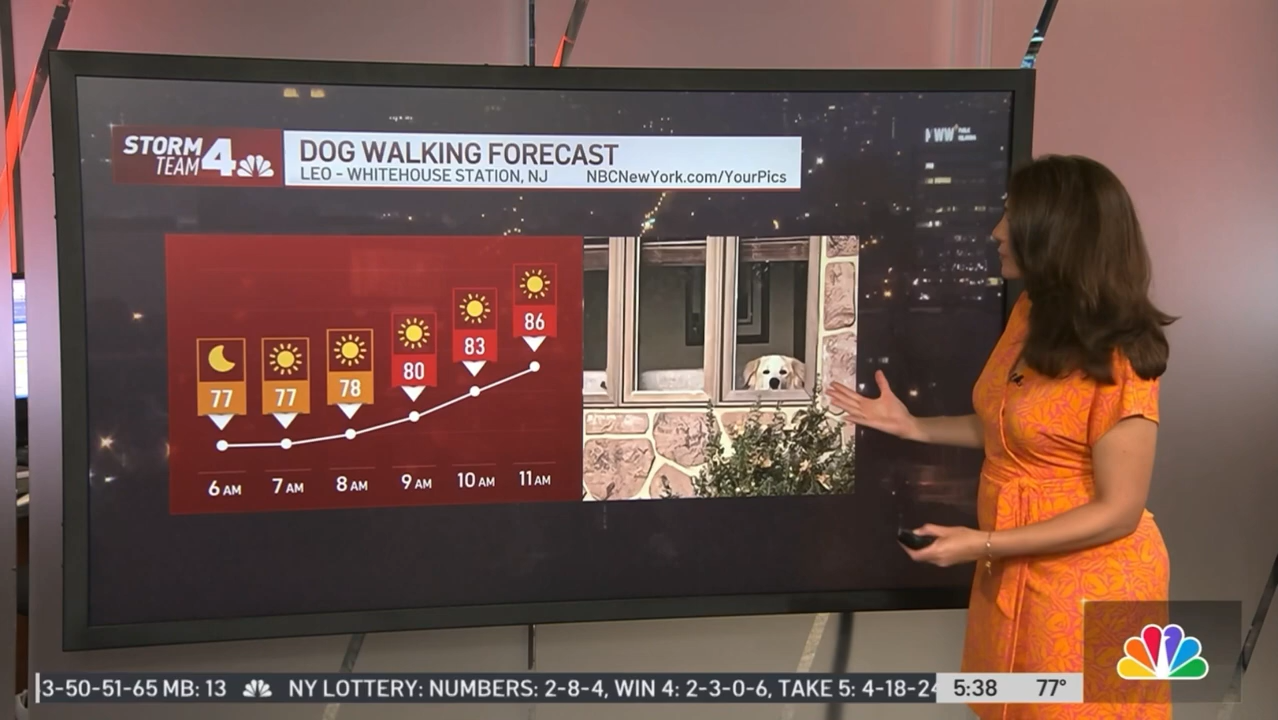 STORM TEAM 4
DOG WALKING FORECAST
LEO - WHITEHOUSE STATION, NJ NBCNewYork.com/YourPics
77 77 78 80 83 86
6 AM 7 AM 8 AM 9 AM 10 AM 11 AM
3-50-51-65 MB: 13 NY LOTTERY: NUMBERS: 2-8-4, WIN 4: 2-3-0-6, TAKE 5: 4-18-24
5:38 77°